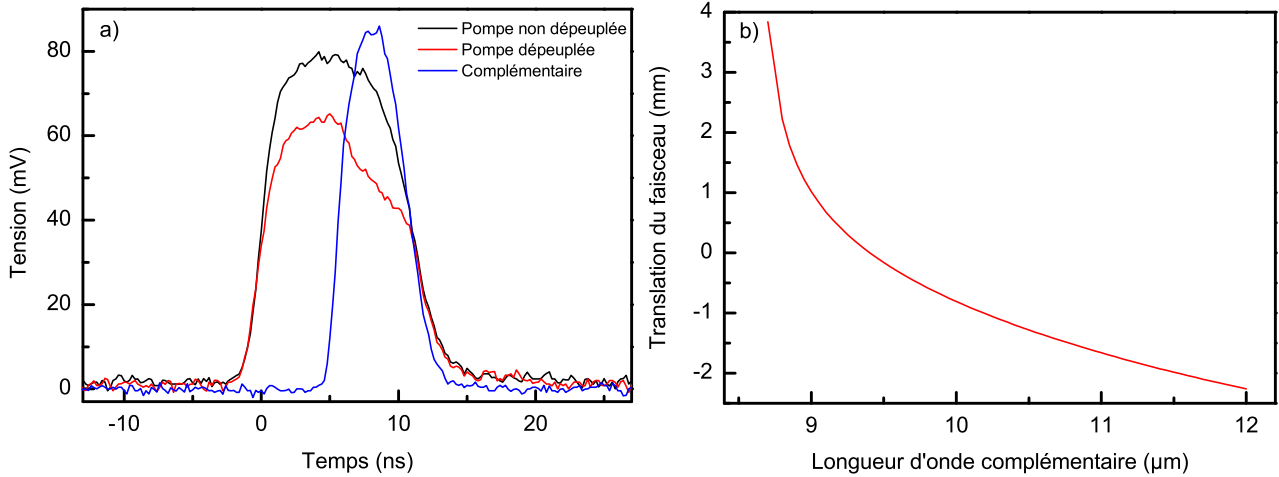 a)
Pompe non dépeuplée
Pompe dépeuplée
Complémentaire
80
60
40
20
0
-10 0 10 20
Tension (mV)
Temps (ns)
b)
4
3
2
1
0
-1
-2
9 10 11 12
Translation du faisceau (mm)
Longueur d'onde complémentaire (µm)